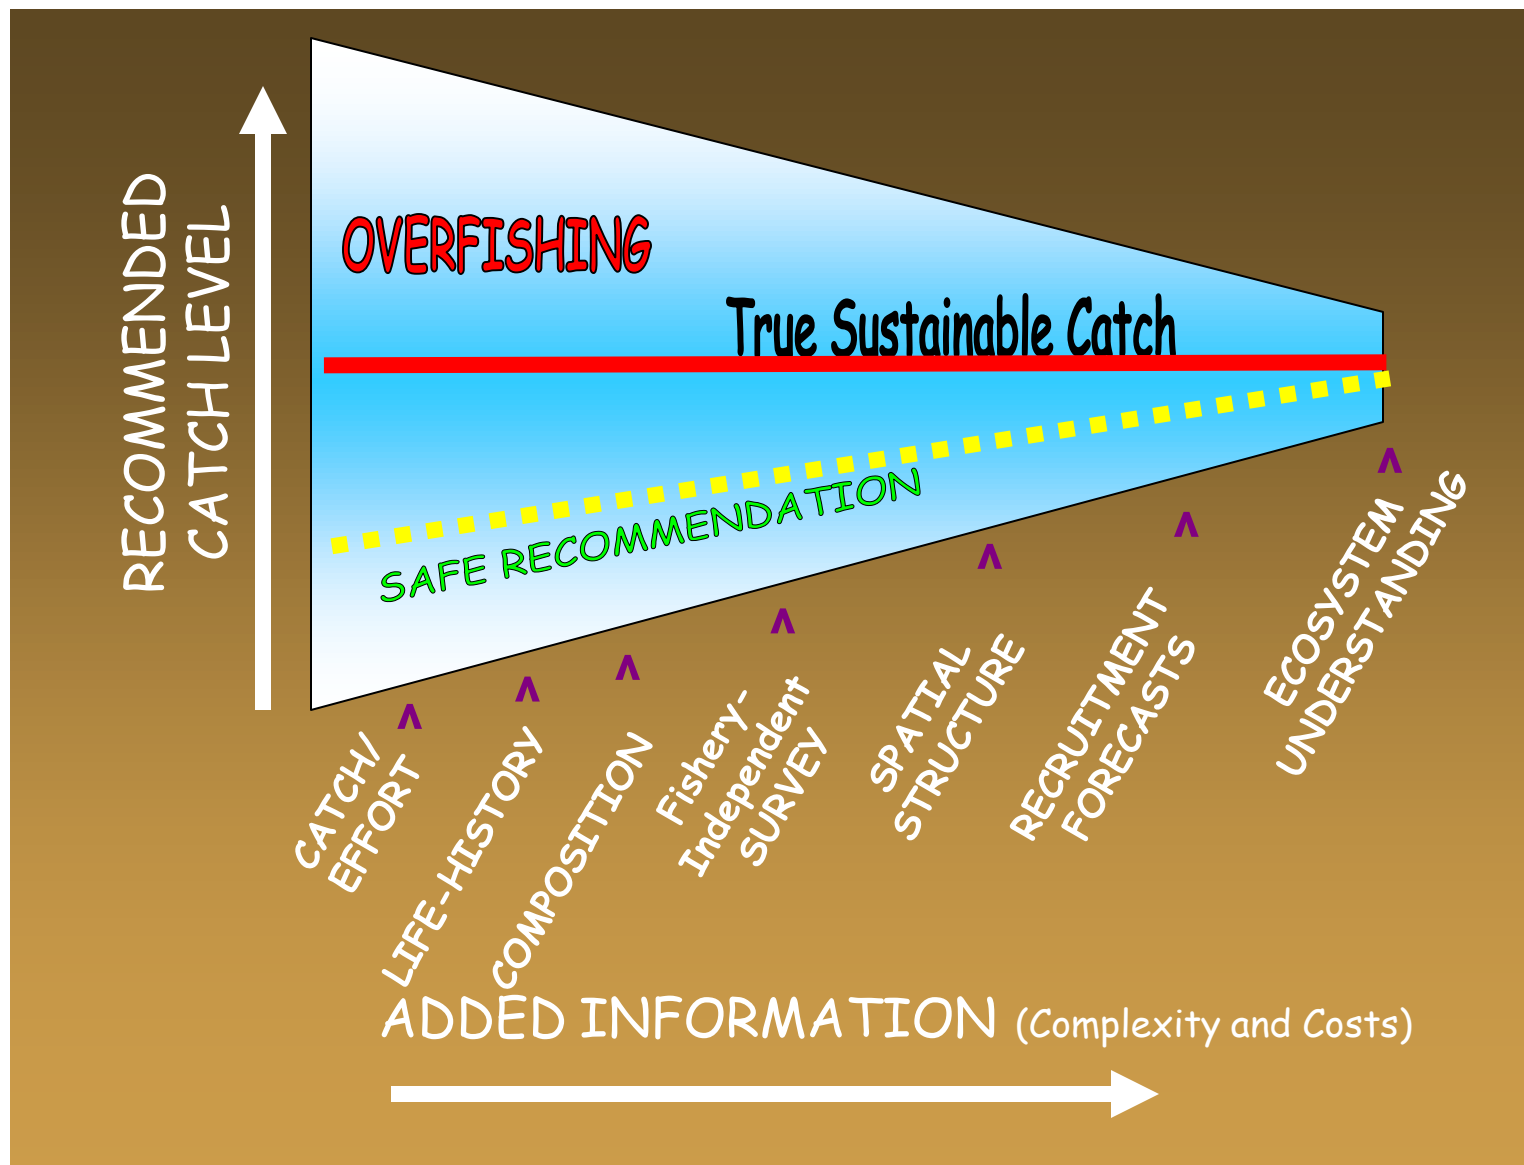 RECOMMENDED
CATCH LEVEL
OVERFISHING
True Sustainable Catch
SAFE RECOMMENDATION
^
^
^
^
^
^
^
CATCH/
EFFORT
LIFE-HISTORY
COMPOSITION
Fishery-
Independent
SURVEY
SPATIAL
STRUCTURE
RECRUITMENT
FORECASTS
ECOSYSTEM
UNDERSTANDING
ADDED INFORMATION (Complexity and Costs)